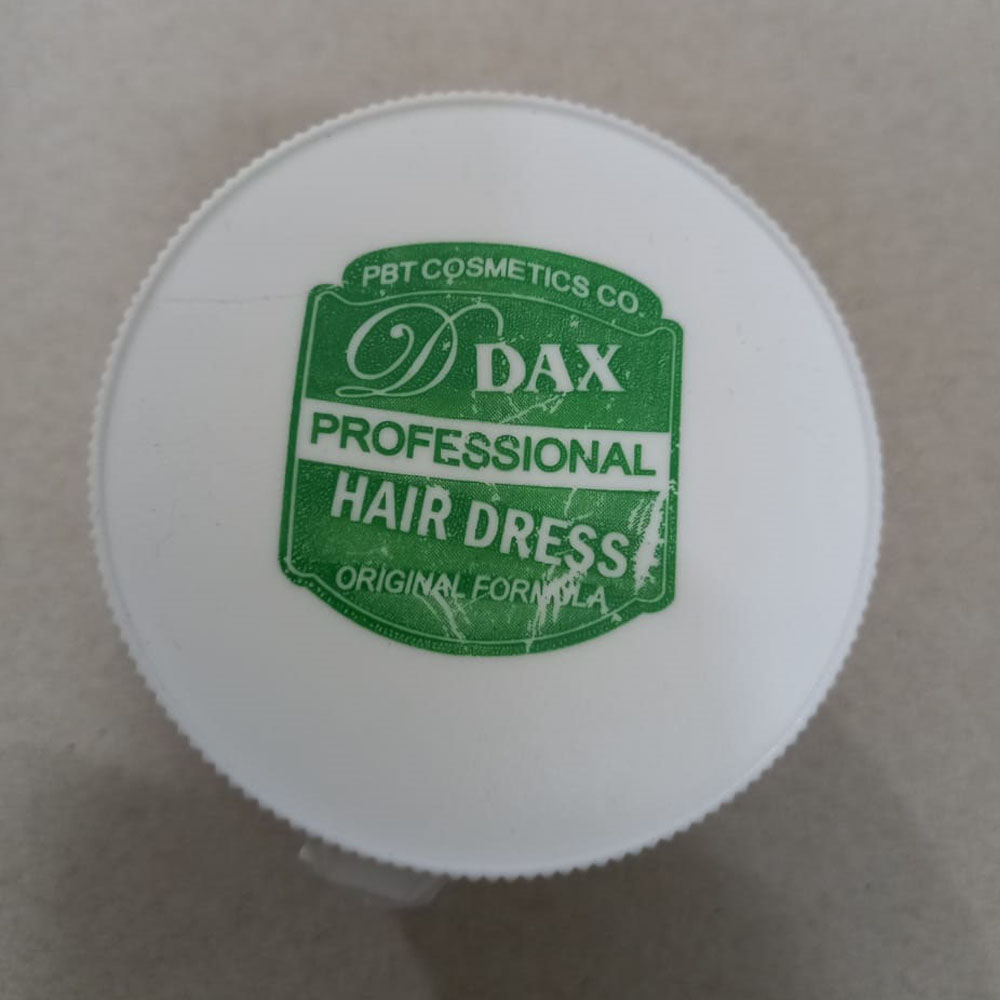 PBT COSMETICS CO.
D DAX
PROFESSIONAL
HAIR DRESS
ORIGINAL FORMULA